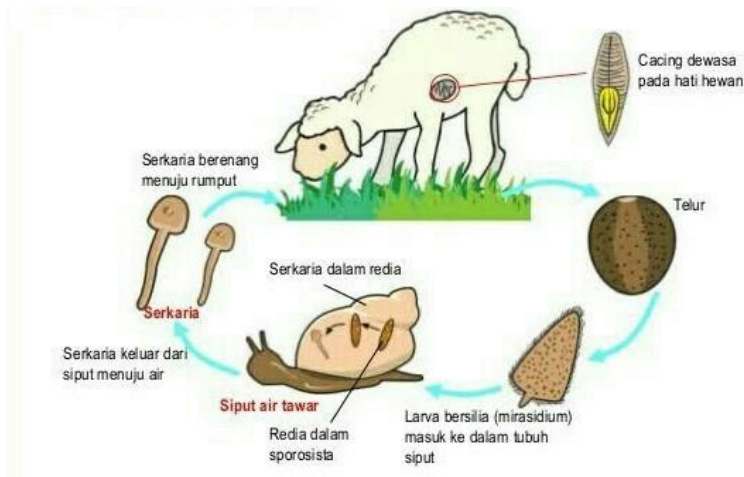 Cacing dewasa
pada hati hewan
Serkaria berenang
menuju rumput
Telur
Serkaria dalam redia
Serkaria
Serkaria keluar dari
siput menuju air
Siput air tawar
Redia dalam
sporosista
Larva bersilia (mirasidium)
masuk ke dalam tubuh
siput